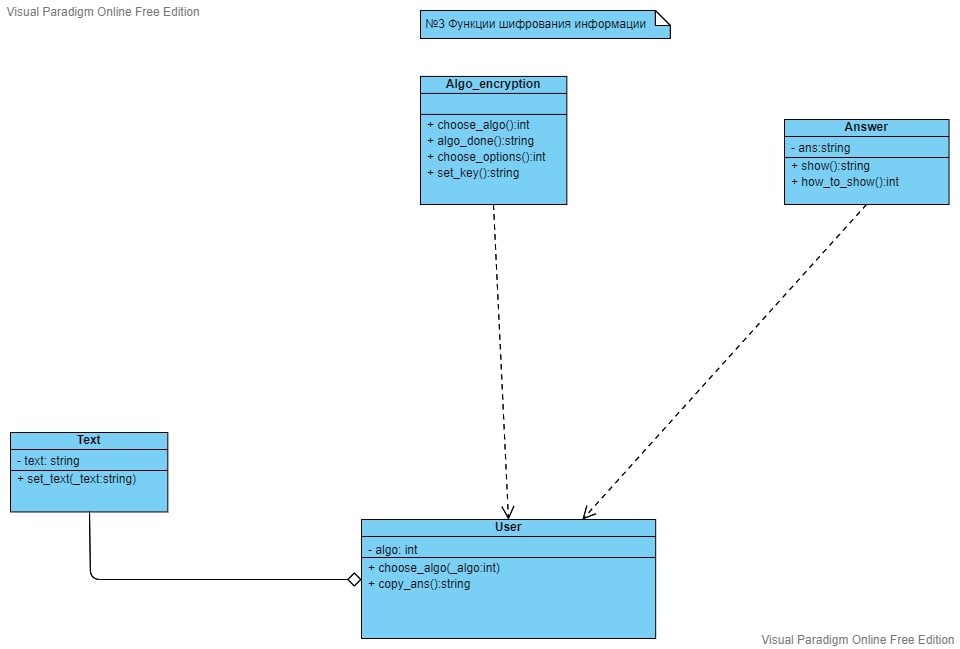 Visual Paradigm Online Free Edition
№3 Функции шифрования информации
Algo_encryption
+ choose_algo():int
+ algo_done():string
+ choose_options():int
+ set_key():string
Answer
- ans:string
+ show():string
+ how_to_show():int
Text
- text: string
+ set_text(_text:string)
User
- algo: int
+ choose_algo(_algo:int)
+ copy_ans():string
Visual Paradigm Online Free Edition